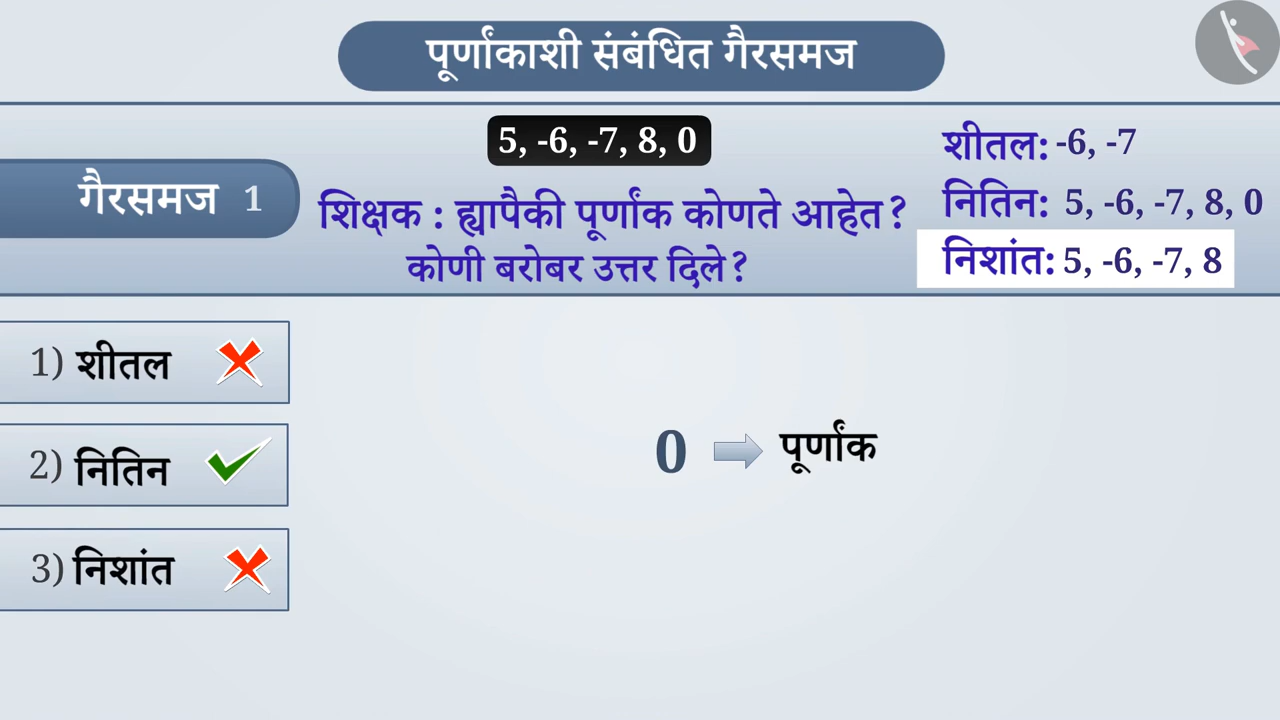 पूर्णांकाशी संबंधित गैरसमज
गैरसमज 1
5, -6, -7, 8, 0
शिक्षक : ह्यापैकी पूर्णांक कोणते आहेत?
कोणी बरोबर उत्तर दिले?
शीतल: -6, -7
नितिन: 5, -6, -7, 8, 0
निशांत: 5, -6, -7, 8
1) शीतल
2) नितिन
3) निशांत
0 पूर्णांक